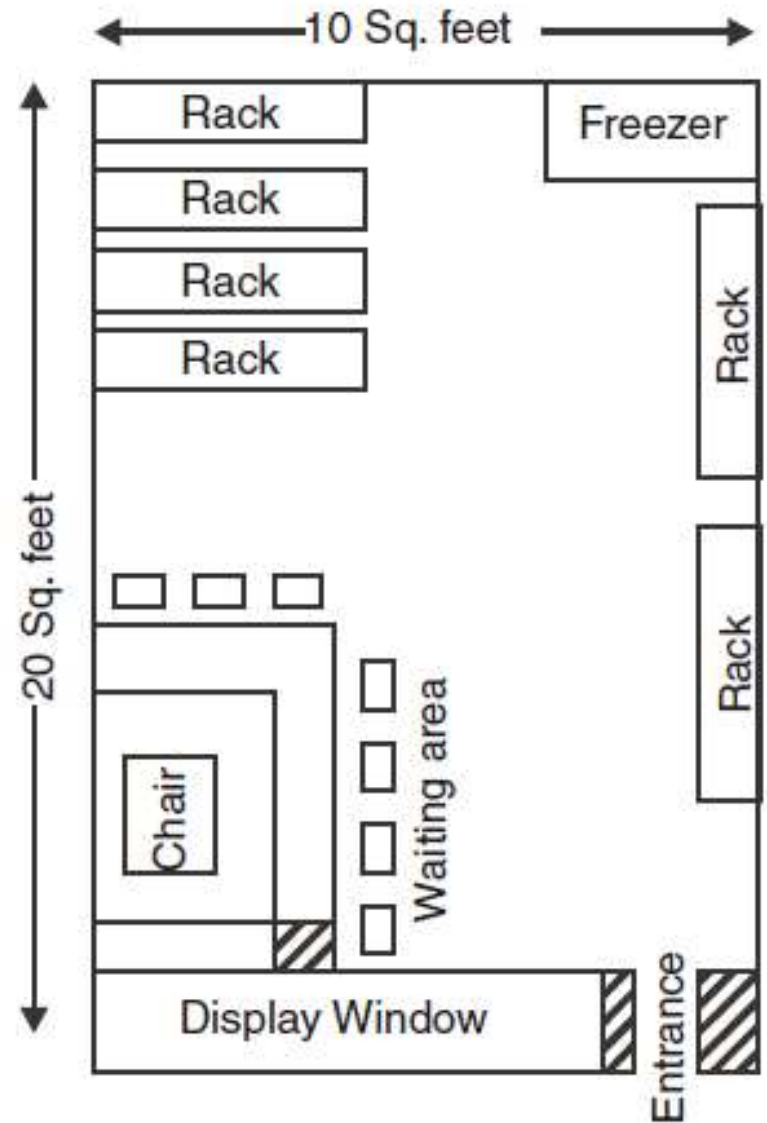 10 Sq. feet
Rack
Freezer
Rack
Rack
Rack
Rack
20 Sq. feet
Rack
Chair
Waiting area
Display Window
Entrance